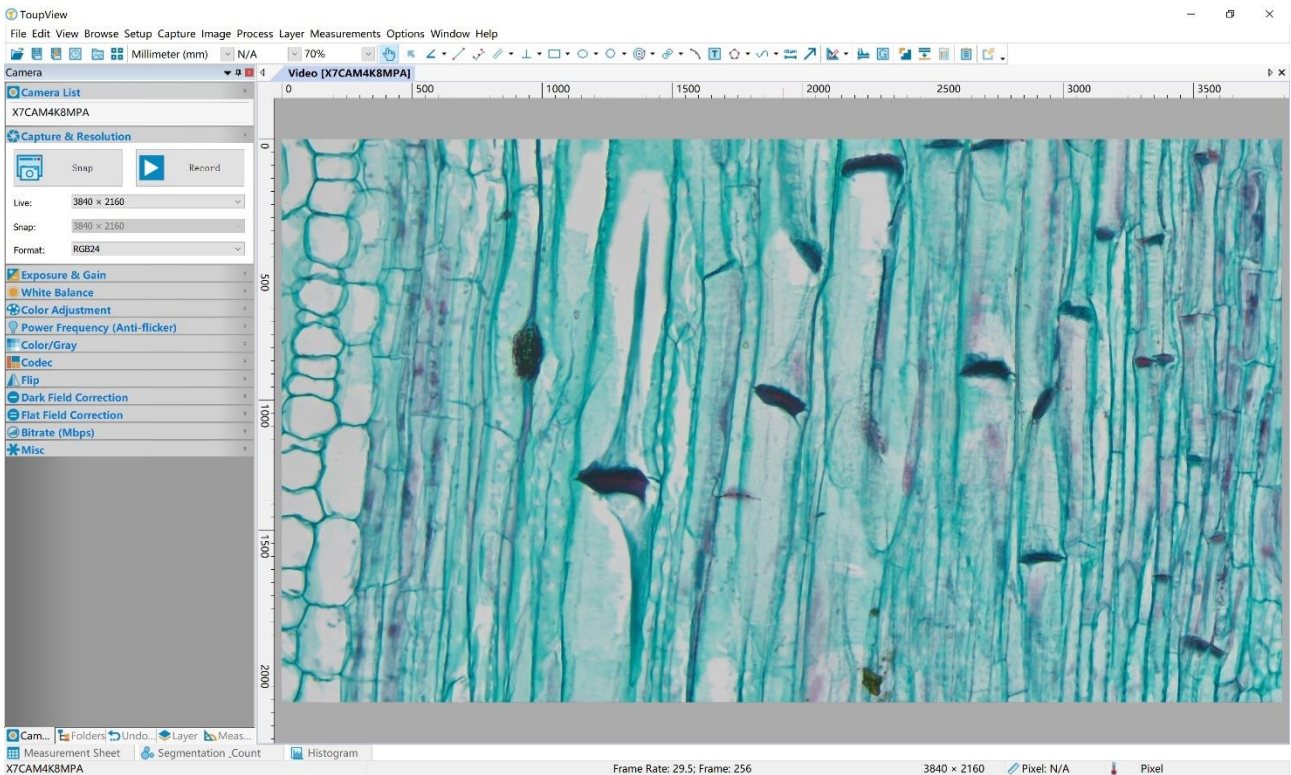 ToupView
File Edit View Browse Setup Capture Image Process Layer Measurements Options Window Help
Millimeter (mm) N/A 70%
Camera
Video [X7CAM4K8MPA]
Camera List
X7CAM4K8MPA
Capture & Resolution
Snap Record
Live: 3840 × 2160
Snap: 3840 × 2160
Format: RGB24
Exposure & Gain
White Balance
Color Adjustment
Power Frequency (Anti-flicker)
Color/Gray
Codec
Flip
Dark Field Correction
Flat Field Correction
Bitrate (Mbps)
Misc
0 500 1000 1500 2000 2500 3000 3500
0
500
1000
1500
2000
Cam... Folders Undo... Layer Meas...
Measurement Sheet Segmentation _Count Histogram
X7CAM4K8MPA Frame Rate: 29.5; Frame: 256 3840 × 2160 Pixel: N/A Pixel